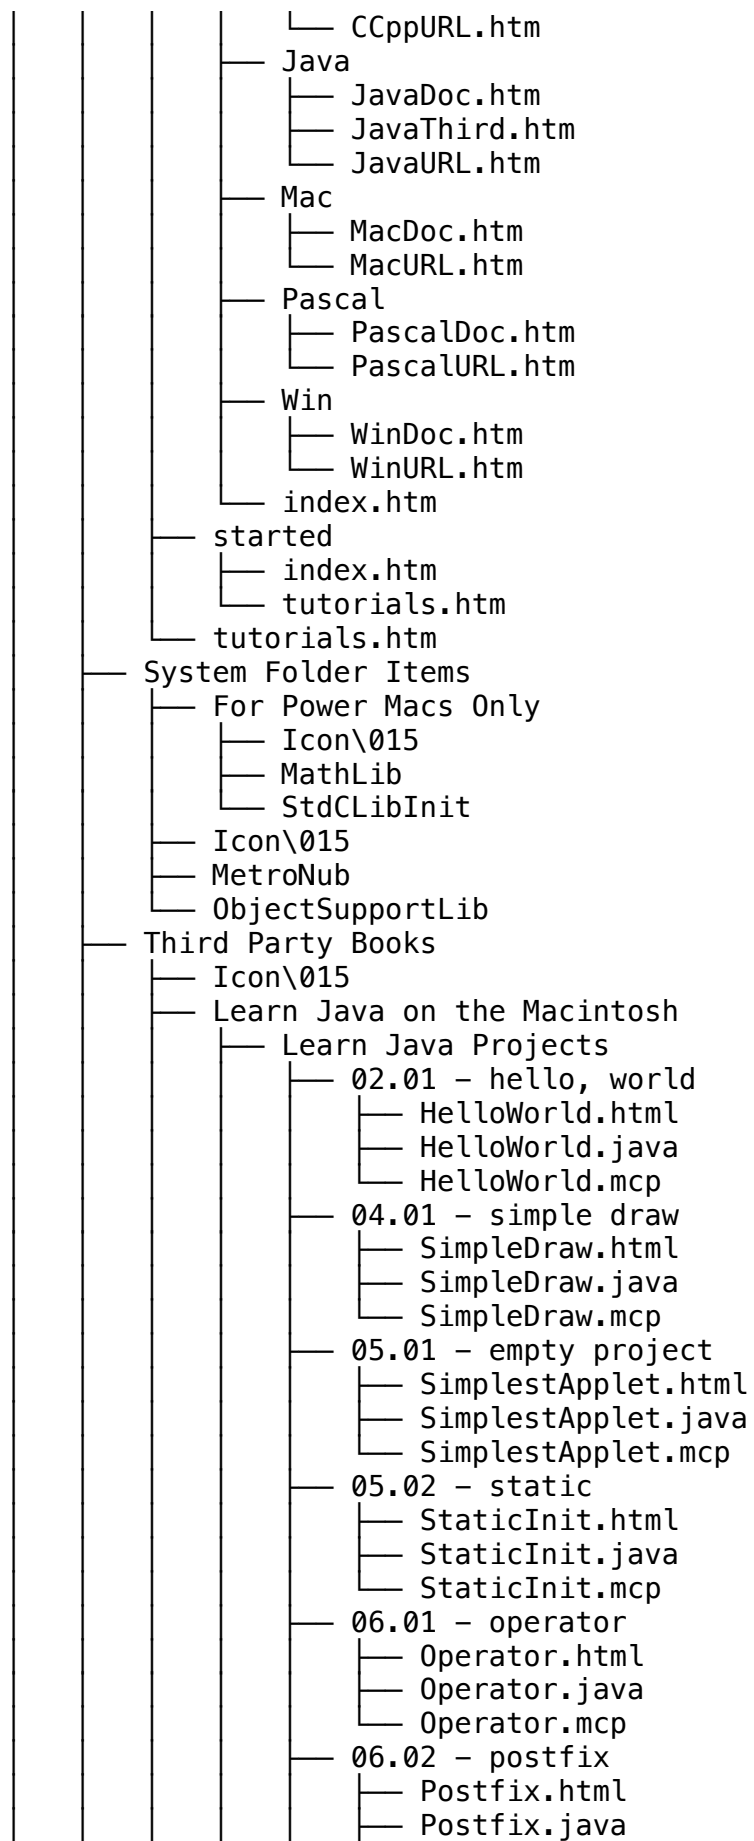 │   │   │   │   └── CCppURL.htm
│   │   │   ├── Java
│   │   │   │   ├── JavaDoc.htm
│   │   │   │   ├── JavaThird.htm
│   │   │   │   └── JavaURL.htm
│   │   │   ├── Mac
│   │   │   │   ├── MacDoc.htm
│   │   │   │   └── MacURL.htm
│   │   │   ├── Pascal
│   │   │   │   ├── PascalDoc.htm
│   │   │   │   └── PascalURL.htm
│   │   │   ├── Win
│   │   │   │   ├── WinDoc.htm
│   │   │   │   └── WinURL.htm
│   │   │   └── index.htm
│   │   ├── started
│   │   │   ├── index.htm
│   │   │   └── tutorials.htm
│   │   └── tutorials.htm
│   ├── System Folder Items
│   │   ├── For Power Macs Only
│   │   │   ├── Icon\015
│   │   │   ├── MathLib
│   │   │   └── StdCLibInit
│   │   ├── Icon\015
│   │   ├── MetroNub
│   │   └── ObjectSupportLib
│   ├── Third Party Books
│   │   ├── Icon\015
│   │   ├── Learn Java on the Macintosh
│   │   │   ├── Learn Java Projects
│   │   │   │   ├── 02.01 - hello, world
│   │   │   │   │   ├── HelloWorld.html
│   │   │   │   │   ├── HelloWorld.java
│   │   │   │   │   └── HelloWorld.mcp
│   │   │   │   ├── 04.01 - simple draw
│   │   │   │   │   ├── SimpleDraw.html
│   │   │   │   │   ├── SimpleDraw.java
│   │   │   │   │   └── SimpleDraw.mcp
│   │   │   │   ├── 05.01 - empty project
│   │   │   │   │   ├── SimplestApplet.html
│   │   │   │   │   ├── SimplestApplet.java
│   │   │   │   │   └── SimplestApplet.mcp
│   │   │   │   ├── 05.02 - static
│   │   │   │   │   ├── StaticInit.html
│   │   │   │   │   ├── StaticInit.java
│   │   │   │   │   └── StaticInit.mcp
│   │   │   │   ├── 06.01 - operator
│   │   │   │   │   ├── Operator.html
│   │   │   │   │   ├── Operator.java
│   │   │   │   │   └── Operator.mcp
│   │   │   │   ├── 06.02 - postfix
│   │   │   │   │   ├── Postfix.html
│   │   │   │   │   ├── Postfix.java